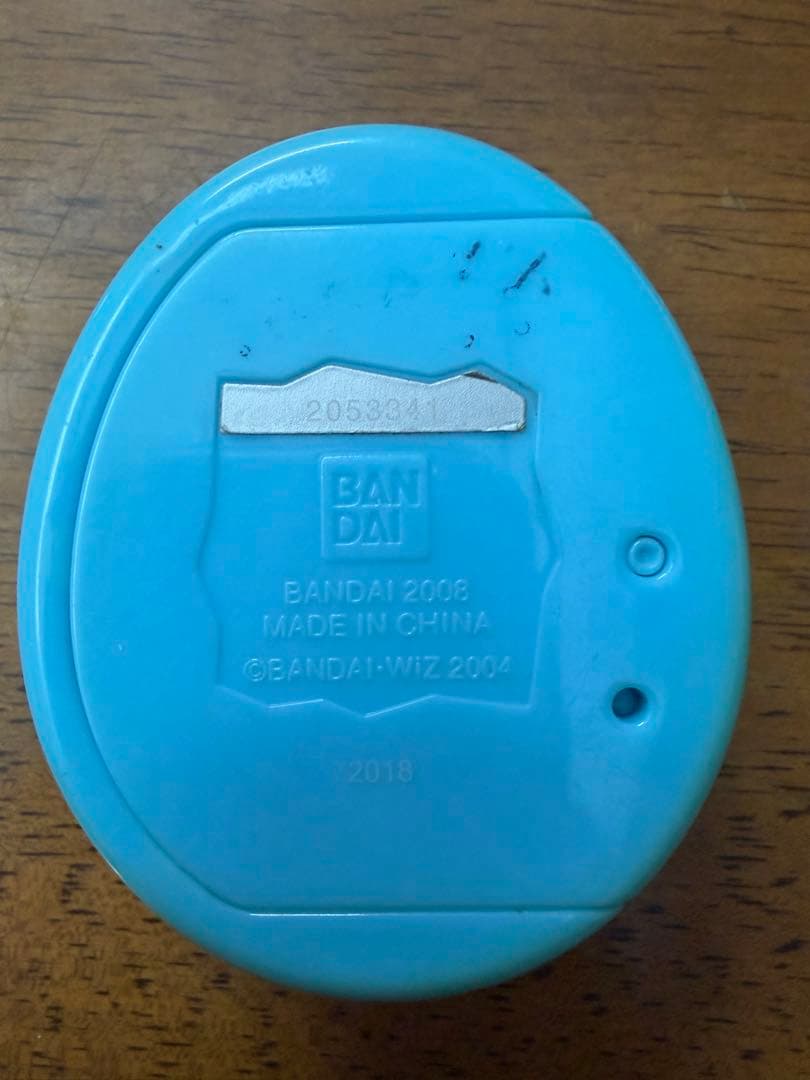 2053341
BAN
DAI
BANDAI 2008
MADE IN CHINA
©BANDAI·WiZ 2004
2018